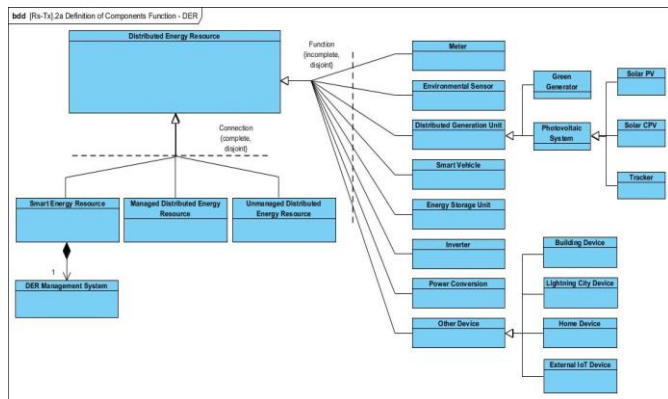 bdd [Rs-Tx].2a Definition of Components Function - DER
Distributed Energy Resource
Function
{incomplete,
disjoint}
Connection
{complete,
disjoint}
Smart Energy Resource
Managed Distributed Energy
Resource
Unmanaged Distributed
Energy Resource
1
DER Management System
Meter
Environmental Sensor
Distributed Generation Unit
Smart Vehicle
Energy Storage Unit
Inverter
Power Conversion
Other Device
Green
Generator
Photovoltaic
System
Solar PV
Solar CPV
Tracker
Building Device
Lightning City Device
Home Device
External IoT Device